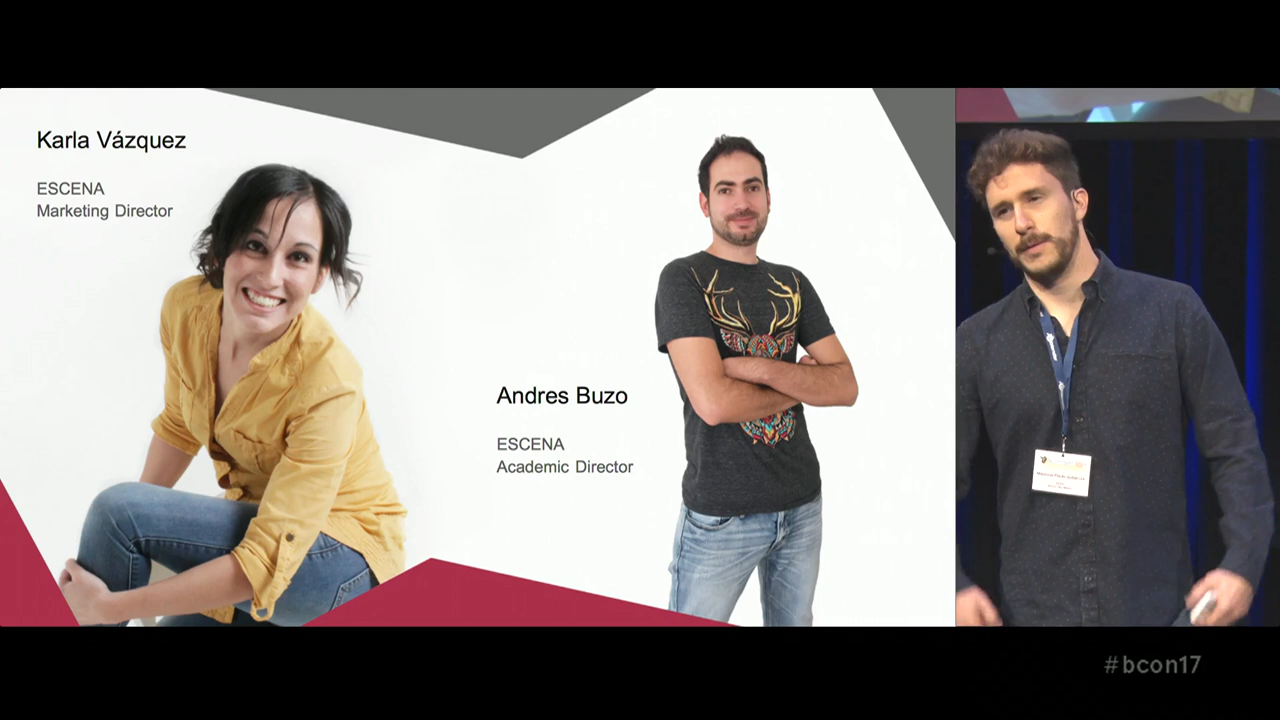 Karla Vázquez
ESCENA
Marketing Director
Andres Buzo
ESCENA
Academic Director
#bcon17